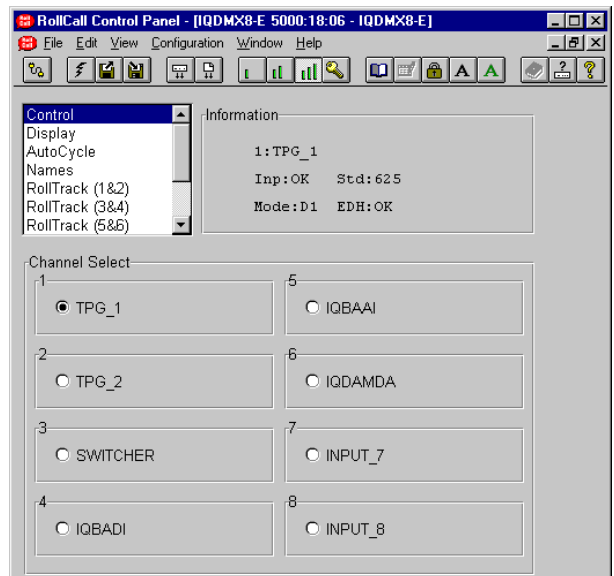 RollCall Control Panel - [IQDMX8-E 5000:18:06 - IQDMX8-E]
File Edit View Configuration Window Help
A A
Control
Display
AutoCycle
Names
RollTrack (1&2)
RollTrack (3&4)
RollTrack (5&6)
Information
1:TPG_1
Inp:OK Std:625
Mode:D1 EDH:OK
Channel Select
1
TPG_1
2
TPG_2
3
SWITCHER
4
IQBADI
5
IQBAAI
6
IQDAMDA
7
INPUT_7
8
INPUT_8